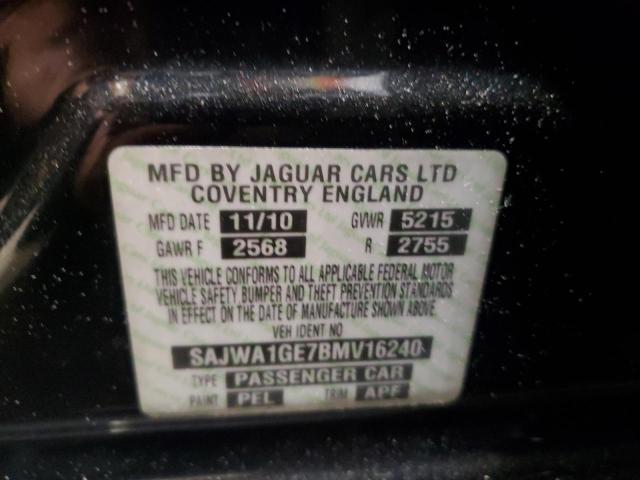 MFD BY JAGUAR CARS LTD
COVENTRY ENGLAND
MFD DATE 11/10 GVWR 5215
GAWR F 2568 R 2755
THIS VEHICLE CONFORMS TO ALL APPLICABLE FEDERAL MOTOR
VEHICLE SAFETY BUMPER AND THEFT PREVENTION STANDARDS
IN EFFECT ON THE DATE OF MANUFACTURE SHOWN ABOVE.
VEH IDENT NO
SAJWA1GE7BMV16240
TYPE PASSENGER CAR
PAINT PEL TRIM APF